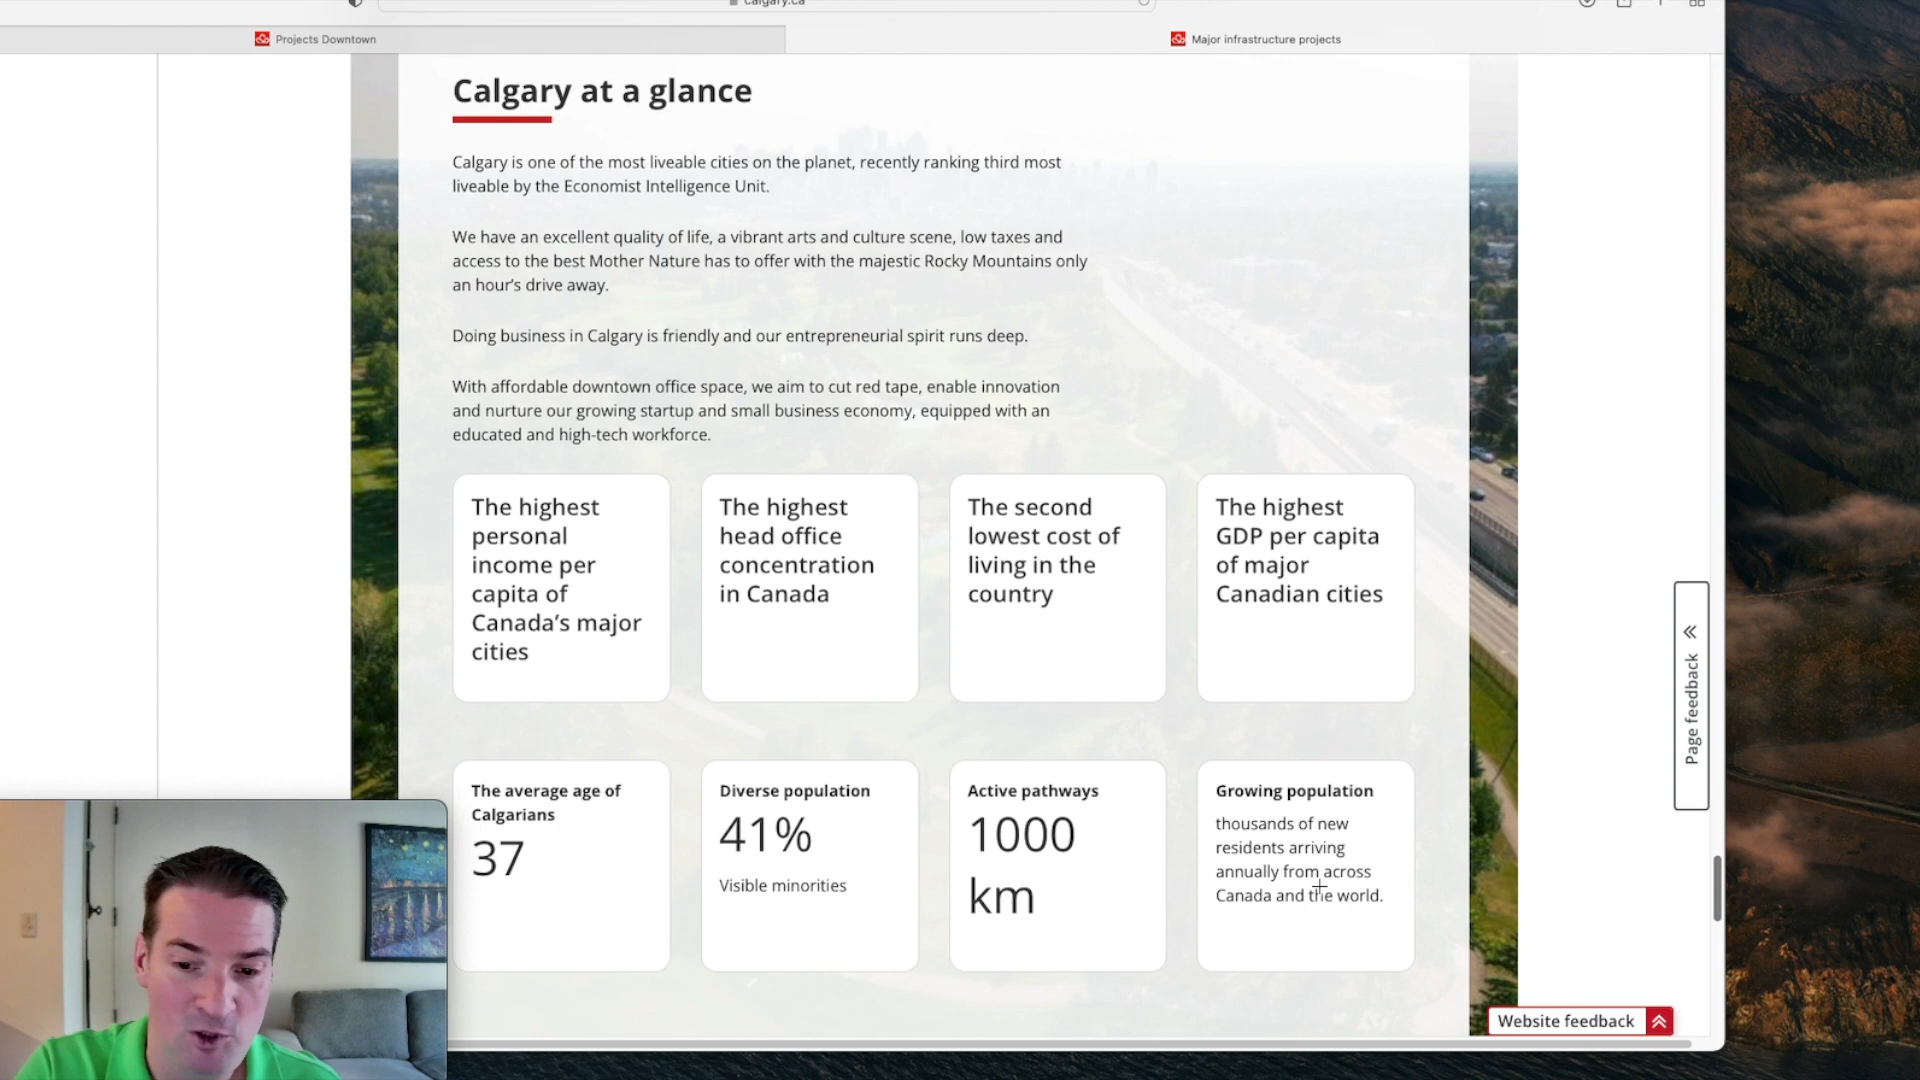 calgary.ca
Projects Downtown
Major infrastructure projects
Calgary at a glance
Calgary is one of the most liveable cities on the planet, recently ranking third most
liveable by the Economist Intelligence Unit.
We have an excellent quality of life, a vibrant arts and culture scene, low taxes and
access to the best Mother Nature has to offer with the majestic Rocky Mountains only
an hour's drive away.
Doing business in Calgary is friendly and our entrepreneurial spirit runs deep.
With affordable downtown office space, we aim to cut red tape, enable innovation
and nurture our growing startup and small business economy, equipped with an
educated and high-tech workforce.
The highest
personal
income per
capita of
Canada's major
cities
The highest
head office
concentration
in Canada
The second
lowest cost of
living in the
country
The highest
GDP per capita
of major
Canadian cities
The average age of
Calgarians
37
Diverse population
41%
Visible minorities
Active pathways
1000
km
Growing population
thousands of new
residents arriving
annually from across
Canada and the world.
Page feedback
Website feedback